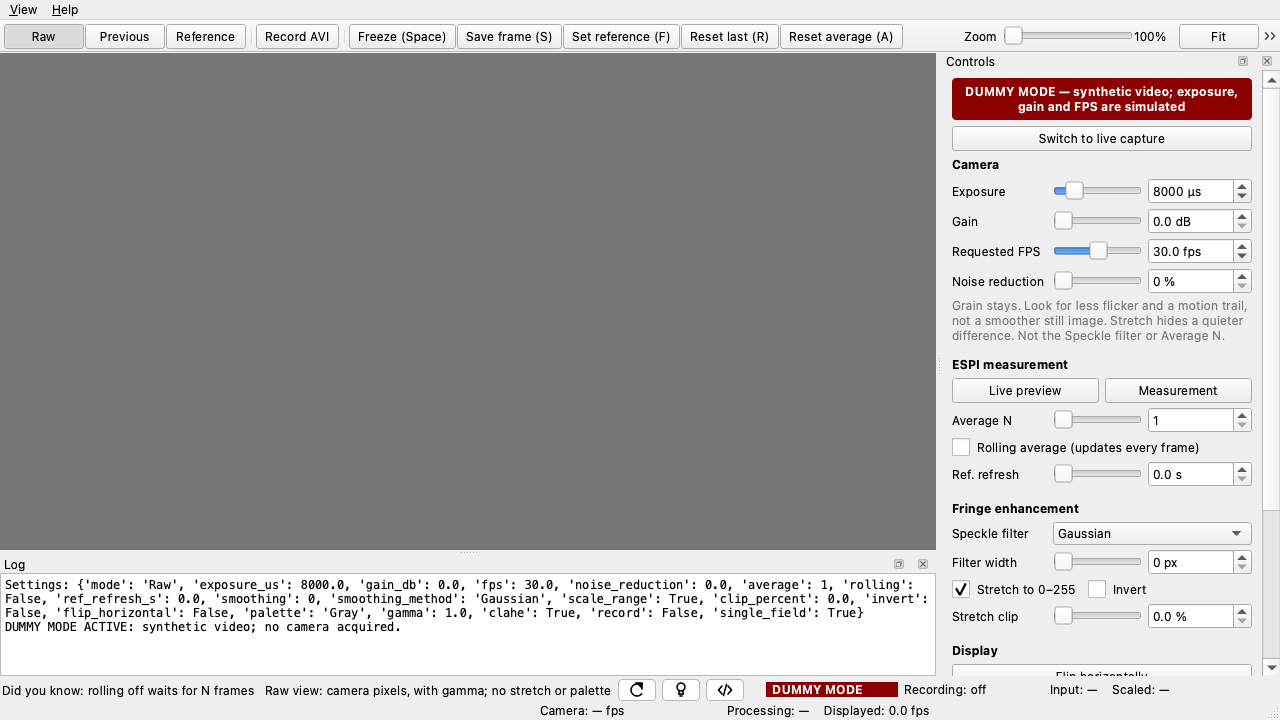 View Help
Raw Previous Reference Record AVI Freeze (Space) Save frame (S) Set reference (F) Reset last (R) Reset average (A) Zoom 100% Fit
Controls
DUMMY MODE — synthetic video; exposure,
gain and FPS are simulated
Switch to live capture
Camera
Exposure 8000 µs
Gain 0.0 dB
Requested FPS 30.0 fps
Noise reduction 0 %
Grain stays. Look for less flicker and a motion trail,
not a smoother still image. Stretch hides a quieter
difference. Not the Speckle filter or Average N.
ESPI measurement
Live preview Measurement
Average N 1
Rolling average (updates every frame)
Ref. refresh 0.0 s
Fringe enhancement
Speckle filter Gaussian
Filter width 0 px
Stretch to 0–255 Invert
Stretch clip 0.0 %
Display
Log
Settings: {'mode': 'Raw', 'exposure_us': 8000.0, 'gain_db': 0.0, 'fps': 30.0, 'noise_reduction': 0.0, 'average': 1, 'rolling':
False, 'ref_refresh_s': 0.0, 'smoothing': 0, 'smoothing_method': 'Gaussian', 'scale_range': True, 'clip_percent': 0.0, 'invert':
False, 'flip_horizontal': False, 'palette': 'Gray', 'gamma': 1.0, 'clahe': True, 'record': False, 'single_field': True}
DUMMY MODE ACTIVE: synthetic video; no camera acquired.
Did you know: rolling off waits for N frames Raw view: camera pixels, with gamma; no stretch or palette DUMMY MODE Recording: off Input: — Scaled: —
Camera: — fps Processing: — Displayed: 0.0 fps